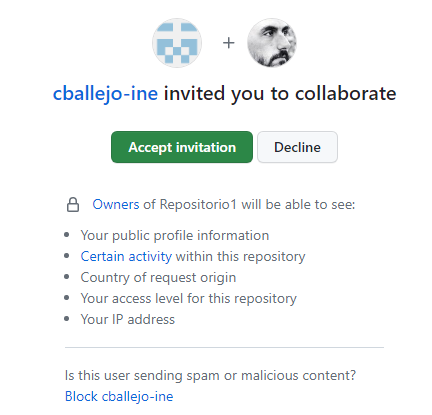 +
cballejo-ine invited you to collaborate
Accept invitation
Decline
Owners of Repositorio1 will be able to see:
Your public profile information
Certain activity within this repository
Country of request origin
Your access level for this repository
Your IP address
Is this user sending spam or malicious content?
Block cballejo-ine